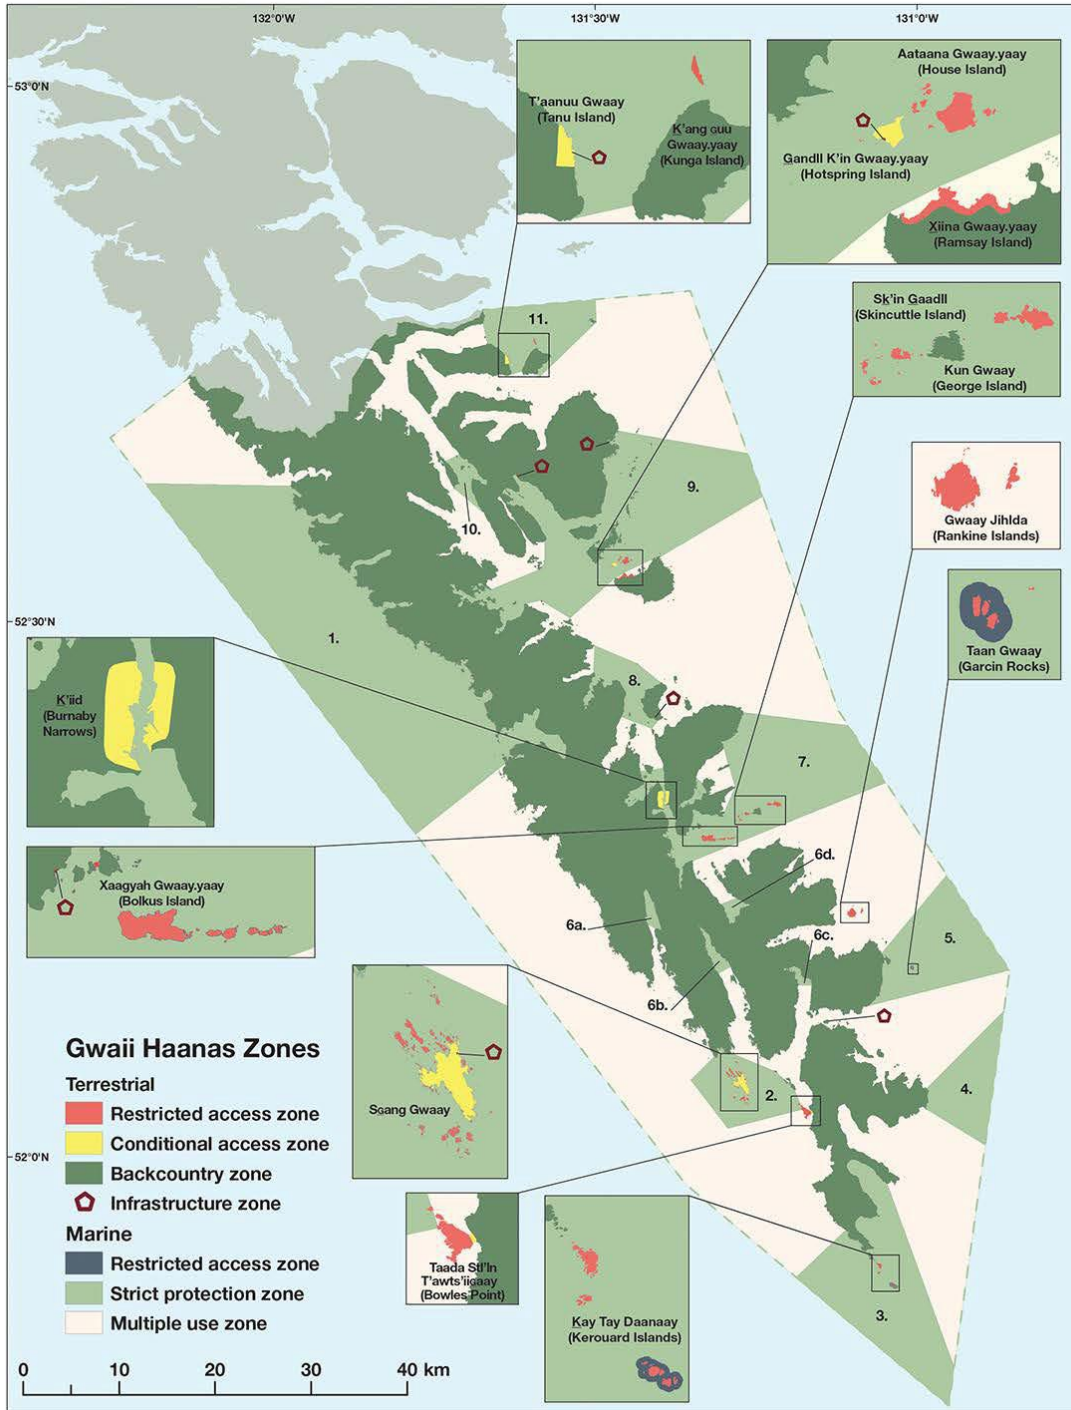 132°0'W
131°30'W
131°0'W
53°0'N
52°30'N
52°0'N
T'aanuu Gwaay
(Tanu Island)
K'ang guu
Gwaay.yaay
(Kunga Island)
Aataana Gwaay.yaay
(House Island)
Gandll K'in Gwaay.yaay
(Hotspring Island)
Xiina Gwaay.yaay
(Ramsay Island)
Sk'in Gaadll
(Skincuttle Island)
Kun Gwaay
(George Island)
Gwaay Jihlda
(Rankine Islands)
Taan Gwaay
(Garcin Rocks)
11.
9.
10.
1.
8.
7.
K'iid
(Burnaby
Narrows)
6d.
6a.
6c.
5.
6b.
Xaagyah Gwaay.yaay
(Bolkus Island)
4.
2.
3.
Sgang Gwaay
Taada Stl'ln
T'awts'iigaay
(Bowles Point)
Kay Tay Daanaay
(Kerouard Islands)
Gwaii Haanas Zones
Terrestrial
Restricted access zone
Conditional access zone
Backcountry zone
Infrastructure zone
Marine
Restricted access zone
Strict protection zone
Multiple use zone
0 10 20 30 40 km